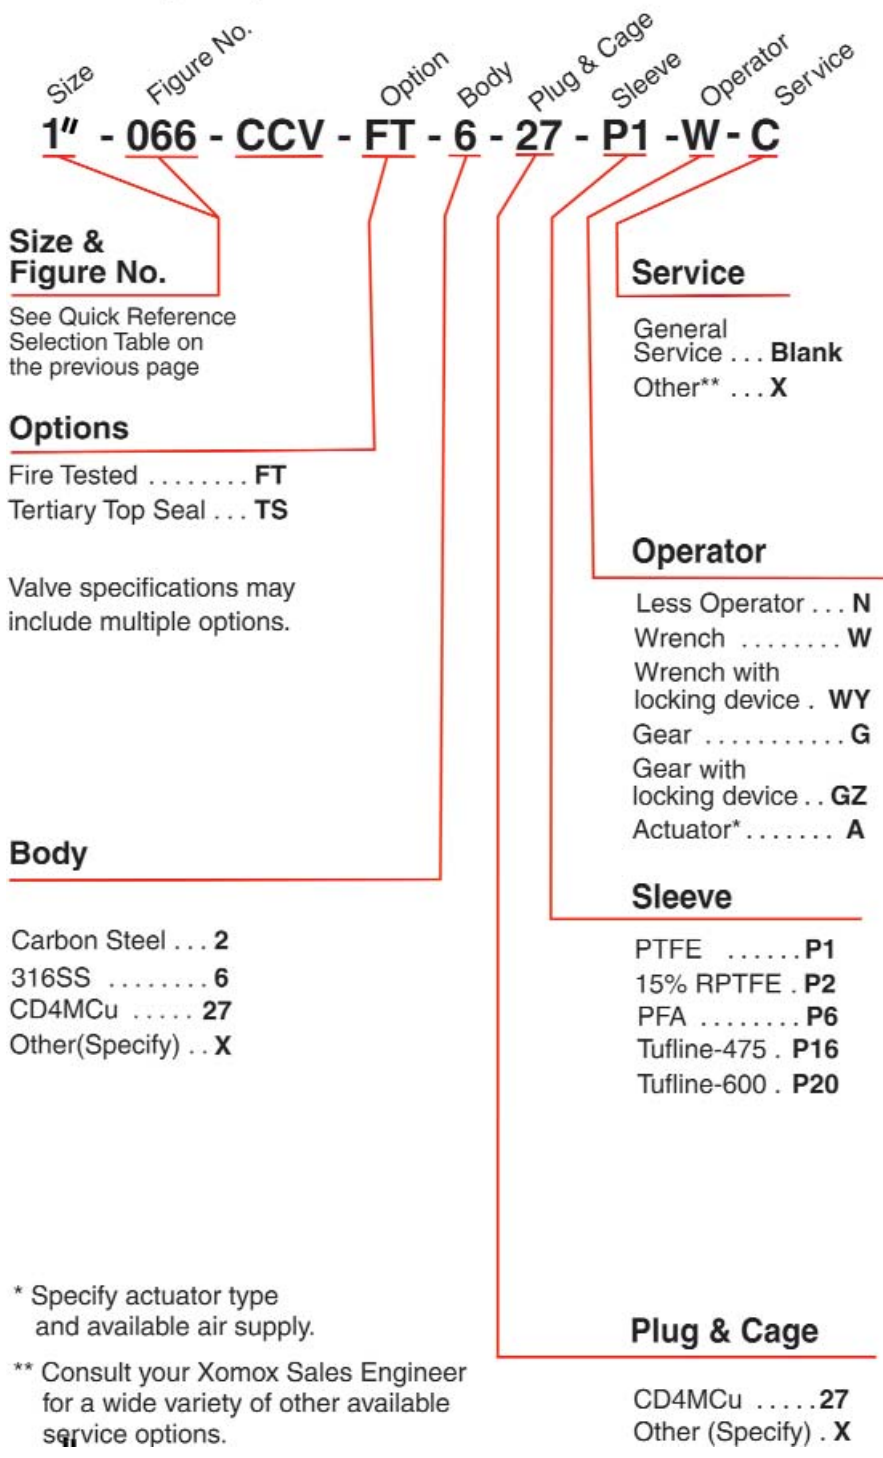 Size Figure No. Option Body Plug & Cage Sleeve Operator Service
1" - 066 - CCV - FT - 6 - 27 - P1 -W - C
Size &
Figure No.
See Quick Reference
Selection Table on
the previous page
Options
Fire Tested ........ FT
Tertiary Top Seal ... TS
Valve specifications may
include multiple options.
Body
Carbon Steel ... 2
316SS ........ 6
CD4MCu ..... 27
Other(Specify) .. X
* Specify actuator type
and available air supply.
** Consult your Xomox Sales Engineer
for a wide variety of other available
service options.
Service
General
Service ... Blank
Other** ... X
Operator
Less Operator ... N
Wrench ........ W
Wrench with
locking device . WY
Gear ........... G
Gear with
locking device .. GZ
Actuator* ....... A
Sleeve
PTFE ...... P1
15% RPTFE . P2
PFA ........ P6
Tufline-475 . P16
Tufline-600 . P20
Plug & Cage
CD4MCu ..... 27
Other (Specify) . X